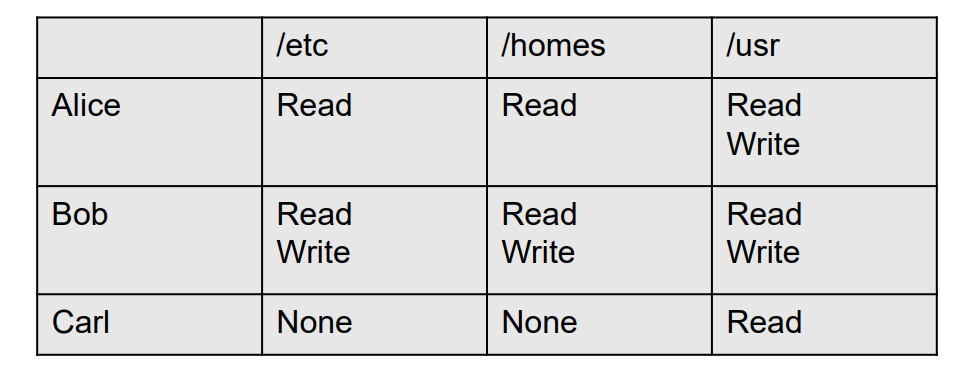 /etc /homes /usr
Alice Read Read Read
Write
Bob Read Read Read
Write Write Write
Carl None None Read